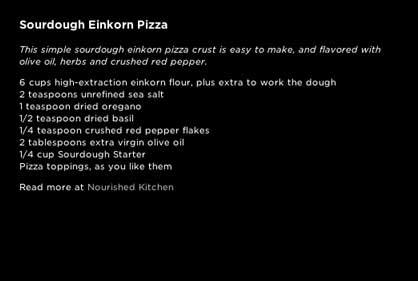 Sourdough Einkorn Pizza
This simple sourdough einkorn pizza crust is easy to make, and flavored with
olive oil, herbs and crushed red pepper.
6 cups high-extraction einkorn flour, plus extra to work the dough
2 teaspoons unrefined sea salt
1 teaspoon dried oregano
1/2 teaspoon dried basil
1/4 teaspoon crushed red pepper flakes
2 tablespoons extra virgin olive oil
1/4 cup Sourdough Starter
Pizza toppings, as you like them
Read more at Nourished Kitchen